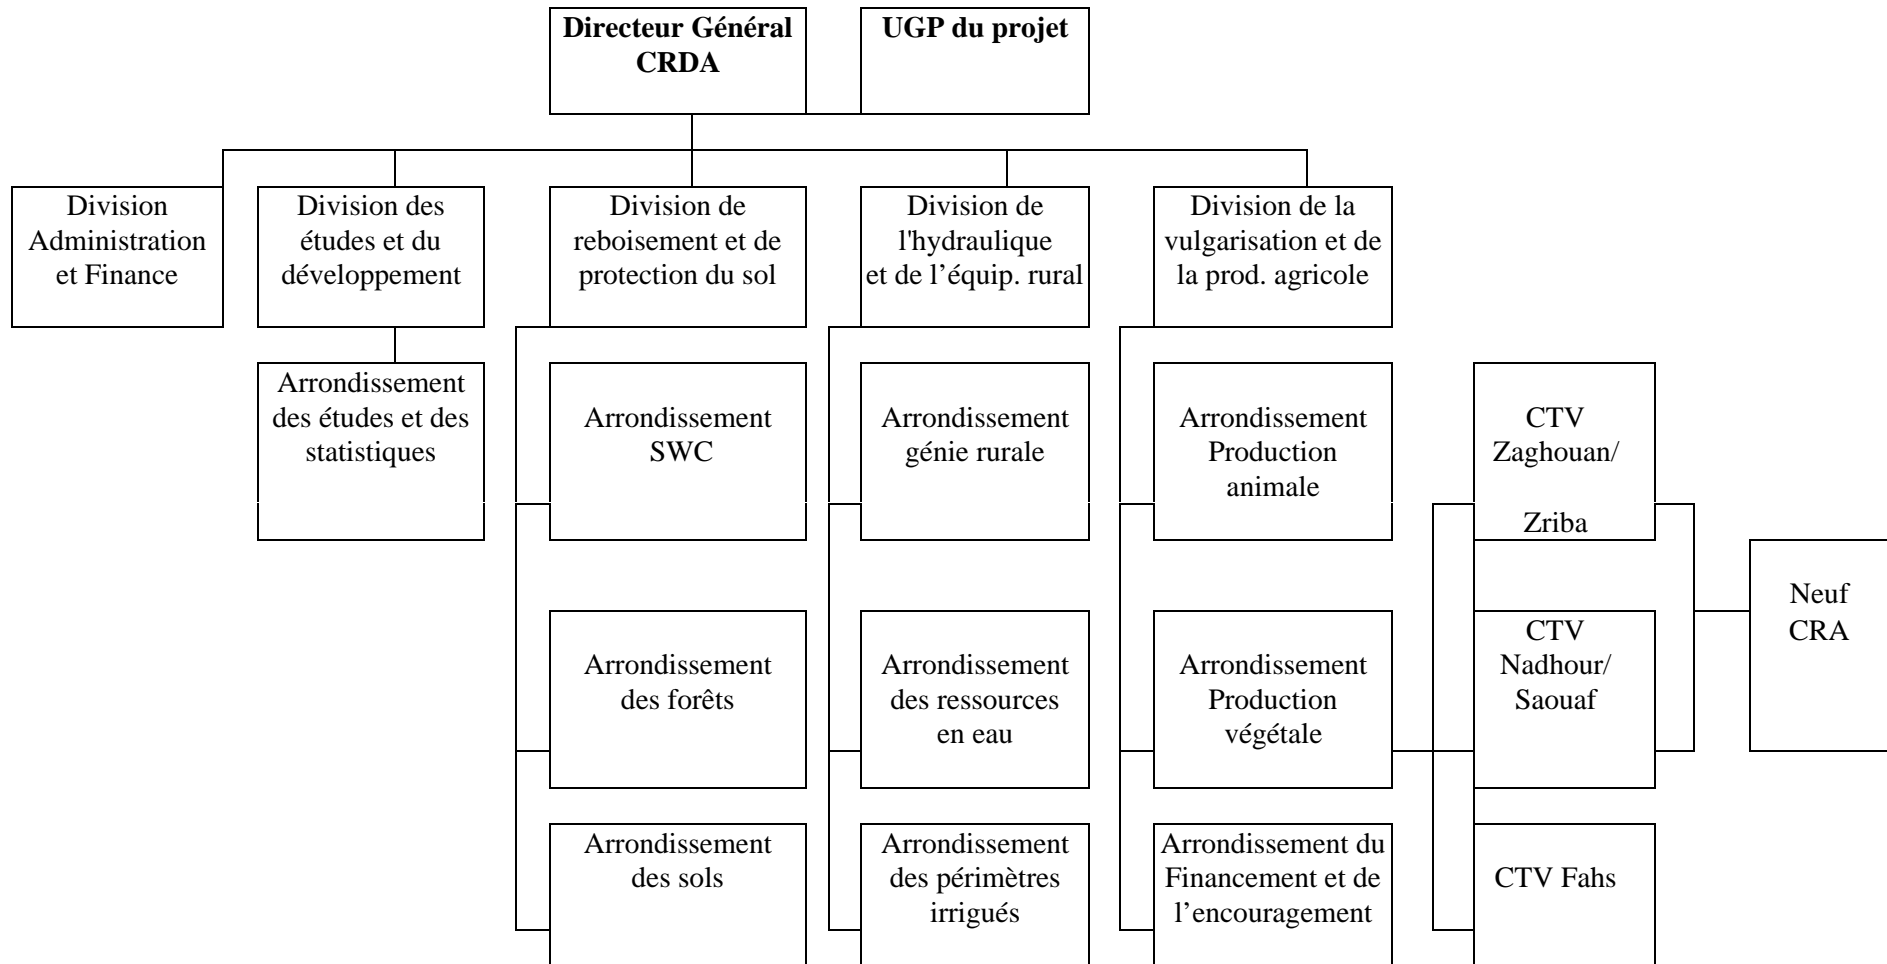 Directeur Général
CRDA
UGP du projet
Division
Administration
et Finance
Division des
études et du
développement
Division de
reboisement et de
protection du sol
Division de
l'hydraulique
et de l’équip. rural
Division de la
vulgarisation et de
la prod. agricole
Arrondissement
des études et des
statistiques
Arrondissement
SWC
Arrondissement
génie rurale
Arrondissement
Production
animale
CTV
Zaghouan/
Zriba
Neuf
CRA
Arrondissement
des forêts
Arrondissement
des ressources
en eau
Arrondissement
Production
végétale
CTV
Nadhour/
Saouaf
Arrondissement
des sols
Arrondissement
des périmètres
irrigués
Arrondissement du
Financement et de
l’encouragement
CTV Fahs